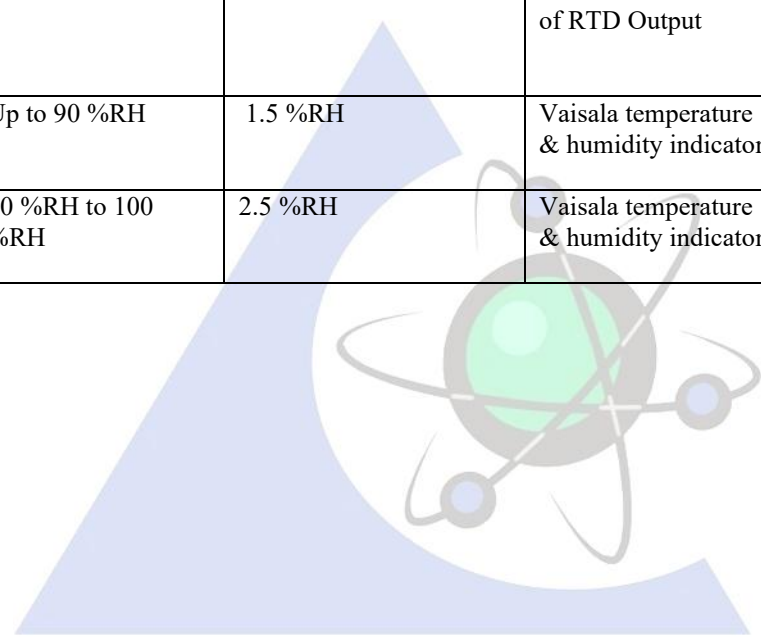 of RTD Output
Up to 90 %RH
1.5 %RH
Vaisala temperature
& humidity indicator
0 %RH to 100
%RH
2.5 %RH
Vaisala temperature
& humidity indicator